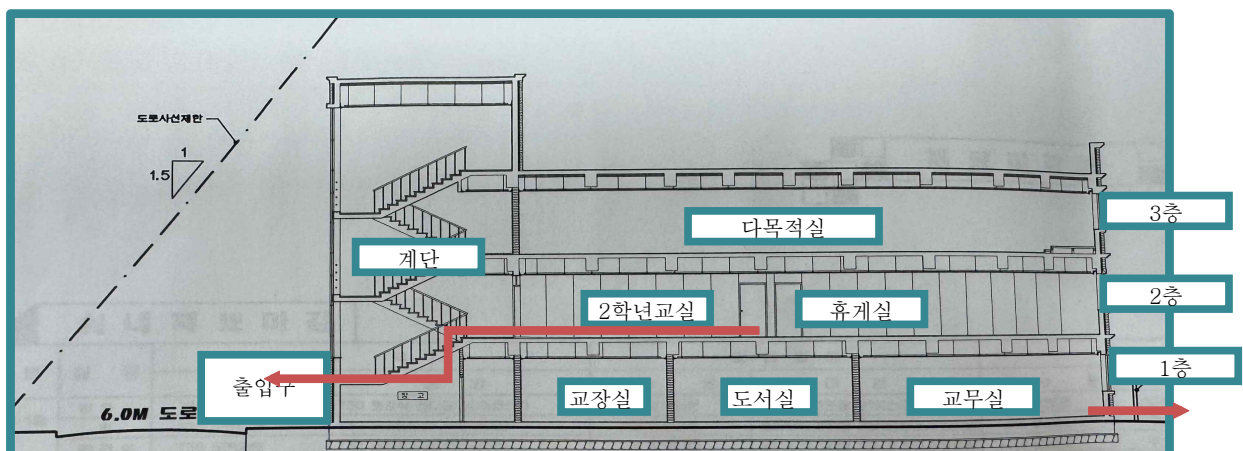 도로사선제한
1
1.5
다목적실
3층
계단
2학년교실
휴게실
2층
출입구
1층
교장실
도서실
교무실
창고
6.0M 도로